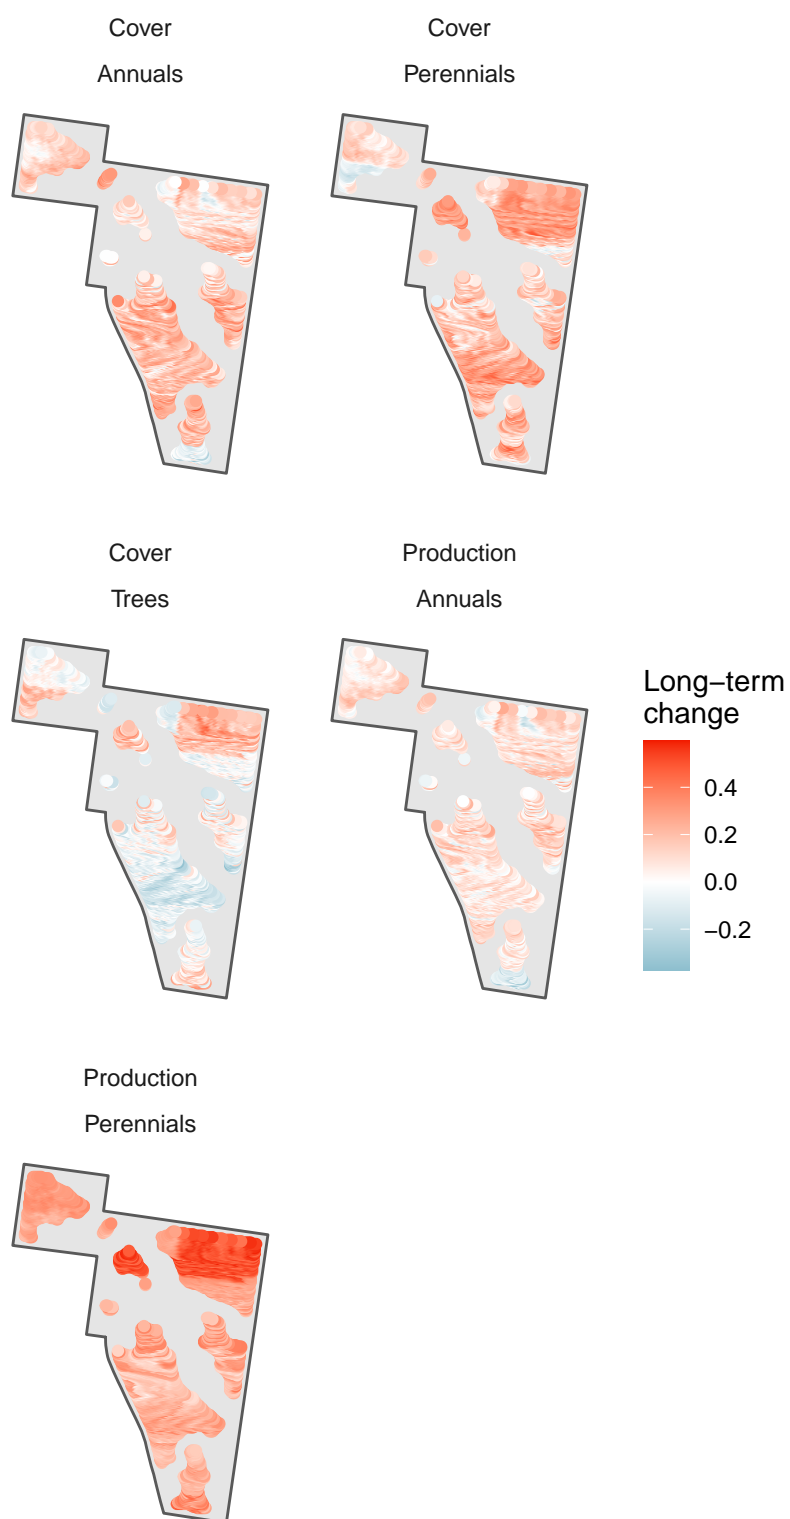 Cover
Annuals
Cover
Perennials
Cover
Trees
Production
Annuals
Long−term
change
0.4
0.2
0.0
−0.2
Production
Perennials